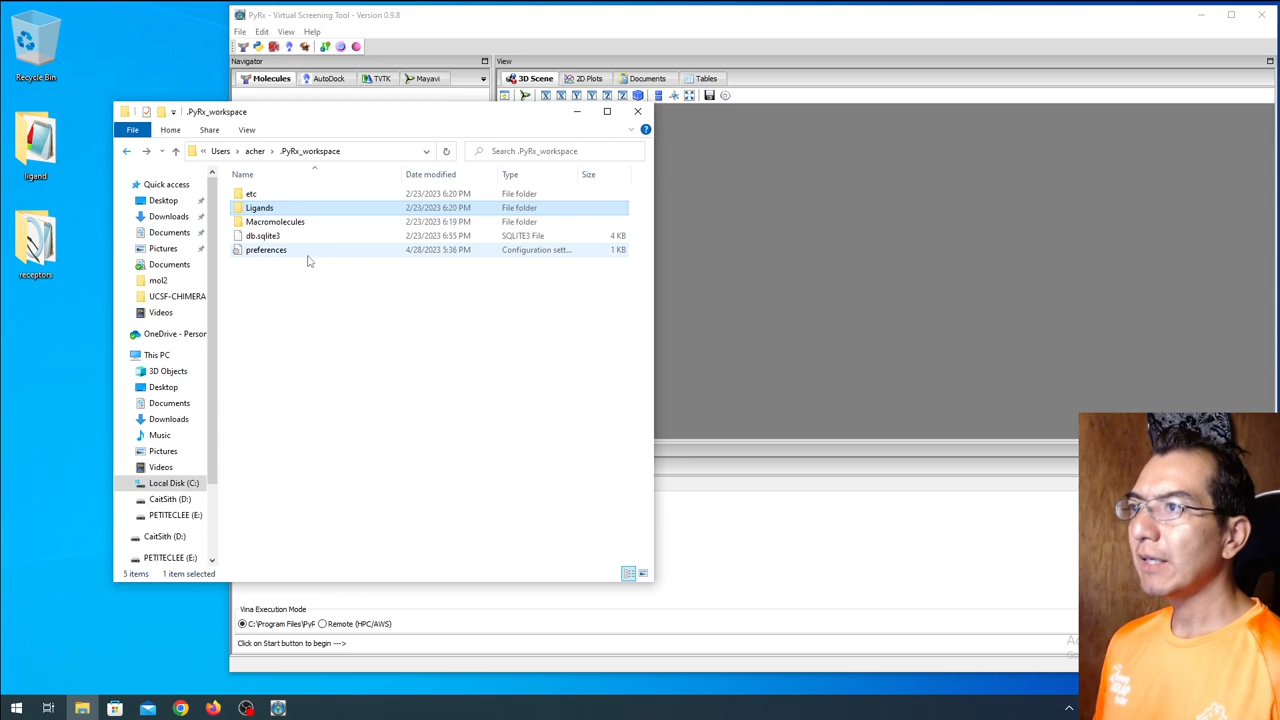 Recycle Bin
ligand
receptors
PyRx - Virtual Screening Tool - Version 0.9.8
File Edit View Help
Navigator
View
Molecules AutoDock TVTK Mayavi
3D Scene 2D Plots Documents Tables
.PyRx_workspace
File Home Share View
« Users › acher › .PyRx_workspace
Search .PyRx_workspace
Name Date modified Type Size
etc 2/23/2023 6:20 PM File folder
Ligands 2/23/2023 6:20 PM File folder
Macromolecules 2/23/2023 6:19 PM File folder
db.sqlite3 2/23/2023 6:55 PM SQLITE3 File 4 KB
preferences 4/28/2023 5:36 PM Configuration sett... 1 KB
Quick access
Desktop
Downloads
Documents
Pictures
Documents
mol2
UCSF-CHIMERA
Videos
OneDrive - Person
This PC
3D Objects
Desktop
Documents
Downloads
Music
Pictures
Videos
Local Disk (C:)
CaitSith (D:)
PETITECLEE (E:)
CaitSith (D:)
PETITECLEE (E:)
5 items 1 item selected
Vina Execution Mode
C:\Program Files\PyR Remote (HPC/AWS)
Click on Start button to begin --->